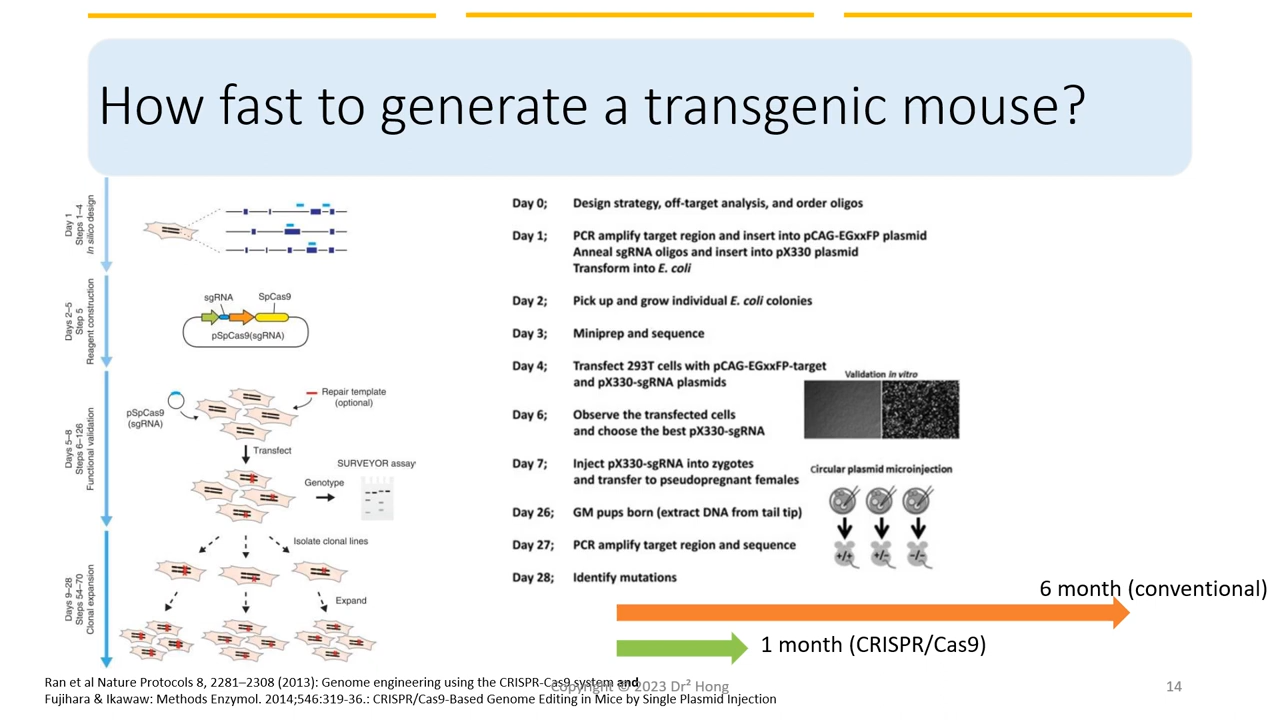 How fast to generate a transgenic mouse?
Day 1
Steps 1–4
In silico design
Days 2–5
Step 5
Reagent construction
sgRNA
SpCas9
pSpCas9(sgRNA)
Days 5–8
Steps 6–126
Functional validation
pSpCas9
(sgRNA)
Repair template
(optional)
Transfect
SURVEYOR assay
Genotype
Days 9–28
Steps 54–70
Clonal expansion
Isolate clonal lines
Expand
Day 0; Design strategy, off-target analysis, and order oligos
Day 1; PCR amplify target region and insert into pCAG-EGxxFP plasmid
Anneal sgRNA oligos and insert into pX330 plasmid
Transform into E. coli
Day 2; Pick up and grow individual E. coli colonies
Day 3; Miniprep and sequence
Day 4; Transfect 293T cells with pCAG-EGxxFP-target
and pX330-sgRNA plasmids
Validation in vitro
Day 6; Observe the transfected cells
and choose the best pX330-sgRNA
Day 7; Inject pX330-sgRNA into zygotes
and transfer to pseudopregnant females
Circular plasmid microinjection
Day 26; GM pups born (extract DNA from tail tip)
Day 27; PCR amplify target region and sequence
+/+ +/- -/-
Day 28; Identify mutations
6 month (conventional)
1 month (CRISPR/Cas9)
Ran et al Nature Protocols 8, 2281–2308 (2013): Genome engineering using the CRISPR-Cas9 system and
Fujihara & Ikawaw: Methods Enzymol. 2014;546:319-36.: CRISPR/Cas9-Based Genome Editing in Mice by Single Plasmid Injection
Copyright © 2023 Dr² Hong
14